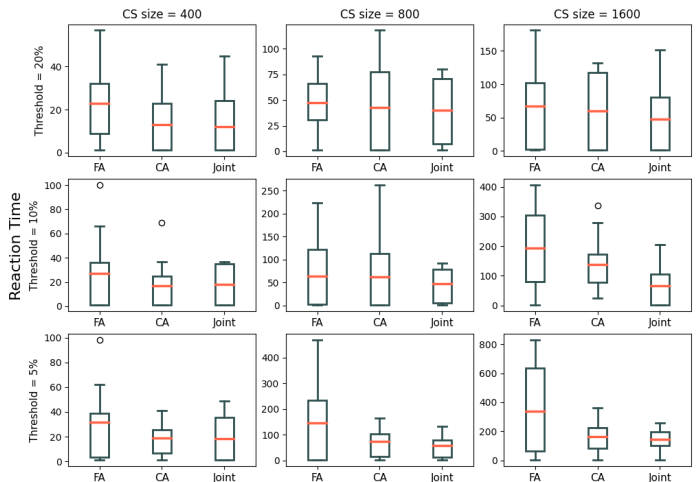 CS size = 400
CS size = 800
CS size = 1600
Reaction Time
Threshold = 20%
40
20
0
FA CA Joint
100
75
50
25
0
FA CA Joint
150
100
50
0
FA CA Joint
Threshold = 10%
100
80
60
40
20
0
FA CA Joint
250
200
150
100
50
0
FA CA Joint
400
300
200
100
0
FA CA Joint
Threshold = 5%
100
80
60
40
20
0
FA CA Joint
400
300
200
100
0
FA CA Joint
800
600
400
200
0
FA CA Joint